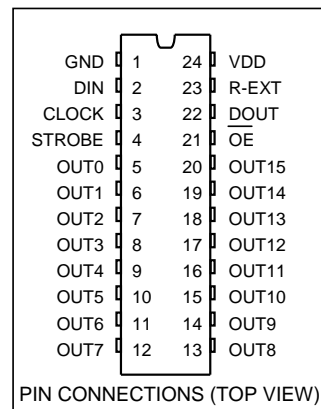 GND 1 24 VDD
DIN 2 23 R-EXT
CLOCK 3 22 DOUT
STROBE 4 21 OE
OUT0 5 20 OUT15
OUT1 6 19 OUT14
OUT2 7 18 OUT13
OUT3 8 17 OUT12
OUT4 9 16 OUT11
OUT5 10 15 OUT10
OUT6 11 14 OUT9
OUT7 12 13 OUT8
PIN CONNECTIONS (TOP VIEW)